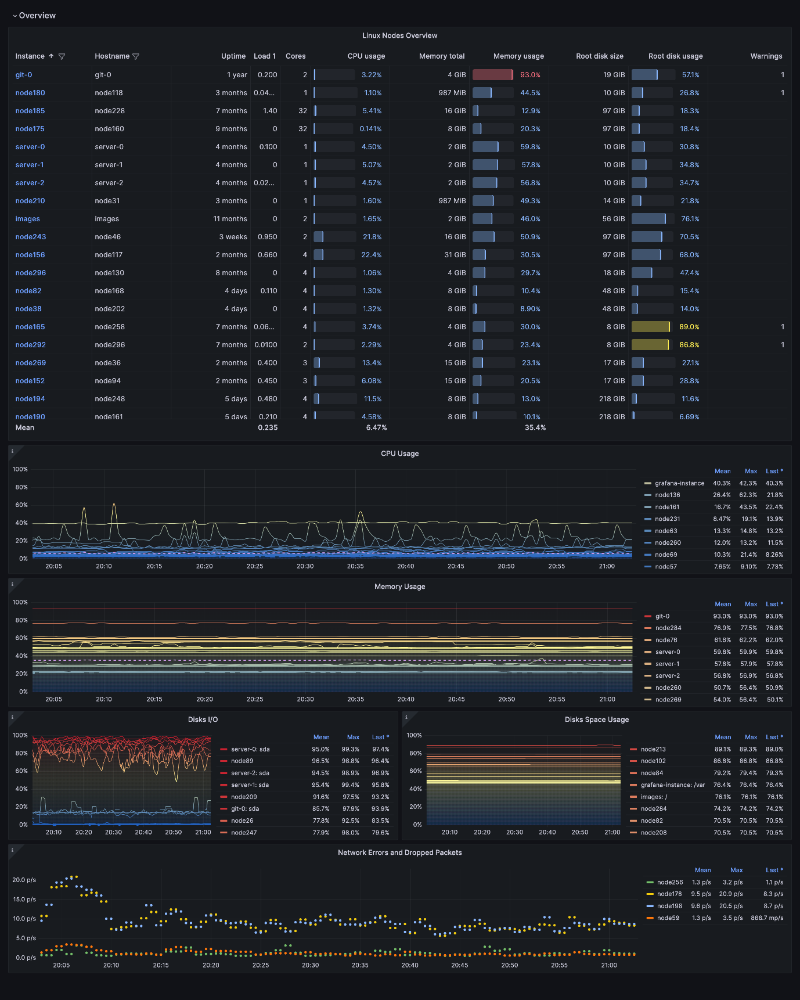 Overview
Linux Nodes Overview
Instance Hostname Uptime Load 1 Cores CPU usage Memory total Memory usage Root disk size Root disk usage Warnings
git-0 git-0 1 year 0.200 2 3.22% 4 GiB 93.0% 19 GiB 57.1% 1
node180 node118 3 months 0.04... 1 1.10% 987 MiB 44.5% 10 GiB 26.8% 1
node185 node228 7 months 1.40 32 5.41% 16 GiB 12.9% 97 GiB 18.3%
node175 node160 9 months 0 32 0.141% 8 GiB 20.3% 97 GiB 18.4%
server-0 server-0 4 months 0.100 1 4.50% 2 GiB 59.8% 10 GiB 30.8%
server-1 server-1 4 months 0 1 5.07% 2 GiB 57.8% 10 GiB 34.8%
server-2 server-2 4 months 0.02... 1 4.57% 2 GiB 56.8% 10 GiB 34.7%
node210 node31 3 months 0 1 1.60% 987 MiB 49.3% 14 GiB 21.8%
images images 11 months 0 2 1.65% 2 GiB 46.0% 56 GiB 76.1%
node243 node46 3 weeks 0.950 2 21.8% 16 GiB 50.9% 97 GiB 70.5%
node156 node117 2 months 0.660 4 22.4% 31 GiB 30.5% 97 GiB 68.0%
node296 node130 8 months 0 4 1.06% 4 GiB 29.7% 18 GiB 47.4%
node82 node168 4 days 0.110 4 1.30% 8 GiB 10.4% 48 GiB 15.4%
node38 node202 4 days 0 4 1.32% 8 GiB 8.90% 48 GiB 14.0%
node165 node258 7 months 0.06... 4 3.74% 4 GiB 30.0% 8 GiB 89.0% 1
node292 node296 7 months 0.0100 2 2.29% 4 GiB 23.4% 8 GiB 86.8% 1
node269 node36 2 months 0.400 3 13.4% 15 GiB 23.1% 17 GiB 27.1%
node152 node94 2 months 0.450 3 6.08% 15 GiB 20.5% 17 GiB 28.8%
node194 node248 5 days 0.480 4 11.5% 8 GiB 13.0% 218 GiB 11.6%
node190 node161 5 days 0.210 4 4.58% 8 GiB 10.1% 218 GiB 6.69%
Mean 0.235 6.47% 35.4%
i
CPU Usage
100%
80%
60%
40%
20%
0%
20:05 20:10 20:15 20:20 20:25 20:30 20:35 20:40 20:45 20:50 20:55 21:00
Mean Max Last *
grafana-instance 40.3% 42.3% 40.3%
node136 26.4% 62.3% 21.8%
node161 16.7% 43.5% 22.4%
node231 8.47% 19.1% 13.9%
node63 13.3% 14.8% 13.2%
node260 12.0% 13.2% 11.5%
node69 10.3% 21.4% 8.26%
node57 7.65% 9.10% 7.73%
i
Memory Usage
100%
80%
60%
40%
20%
0%
20:05 20:10 20:15 20:20 20:25 20:30 20:35 20:40 20:45 20:50 20:55 21:00
Mean Max Last *
git-0 93.0% 93.0% 93.0%
node284 76.9% 77.5% 76.8%
node76 61.6% 62.2% 62.0%
server-0 59.8% 59.9% 59.8%
server-1 57.8% 57.9% 57.8%
server-2 56.8% 56.9% 56.8%
node260 50.7% 56.4% 50.9%
node269 54.0% 56.4% 50.1%
i
Disks I/O
100%
80%
60%
40%
20%
0%
20:10 20:20 20:30 20:40 20:50 21:00
Mean Max Last *
server-0: sda 95.0% 99.3% 97.4%
node89 96.5% 98.8% 96.4%
server-2: sda 94.5% 98.9% 96.9%
server-1: sda 95.4% 99.4% 95.8%
node209 91.6% 97.5% 93.2%
git-0: sda 85.7% 97.9% 93.9%
node26 77.8% 92.5% 83.5%
node247 77.9% 98.0% 79.6%
i
Disks Space Usage
100%
80%
60%
40%
20%
0%
20:10 20:20 20:30 20:40 20:50 21:00
Mean Max Last *
node213 89.1% 89.3% 89.0%
node102 86.8% 86.8% 86.8%
node84 79.2% 79.4% 79.3%
grafana-instance: /var 76.4% 76.4% 76.4%
images: / 76.1% 76.1% 76.1%
node284 74.2% 74.2% 74.2%
node82 70.5% 70.5% 70.5%
node208 70.5% 70.5% 70.5%
i
Network Errors and Dropped Packets
20.0 p/s
15.0 p/s
10.0 p/s
5.0 p/s
0.0 p/s
20:05 20:10 20:15 20:20 20:25 20:30 20:35 20:40 20:45 20:50 20:55 21:00
Mean Max Last *
node256 1.3 p/s 3.2 p/s 1.1 p/s
node178 9.5 p/s 20.9 p/s 8.3 p/s
node198 9.6 p/s 20.5 p/s 8.7 p/s
node59 1.3 p/s 3.5 p/s 866.7 mp/s